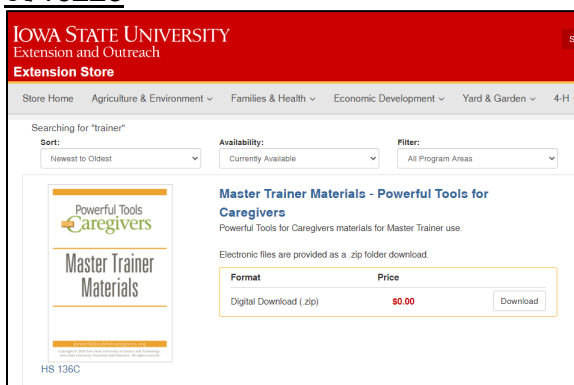 IOWA STATE UNIVERSITY
Extension and Outreach
Extension Store
S
Store Home Agriculture & Environment Families & Health Economic Development Yard & Garden 4-H
Searching for "trainer"
Sort: Availability: Filter:
Newest to Oldest Currently Available All Program Areas
Powerful Tools
FOR Caregivers
Master Trainer
Materials
powerfultoolsforcaregivers.org
HS 136C
Master Trainer Materials - Powerful Tools for
Caregivers
Powerful Tools for Caregivers materials for Master Trainer use.
Electronic files are provided as a .zip folder download.
Format Price
Digital Download (.zip) $0.00 Download